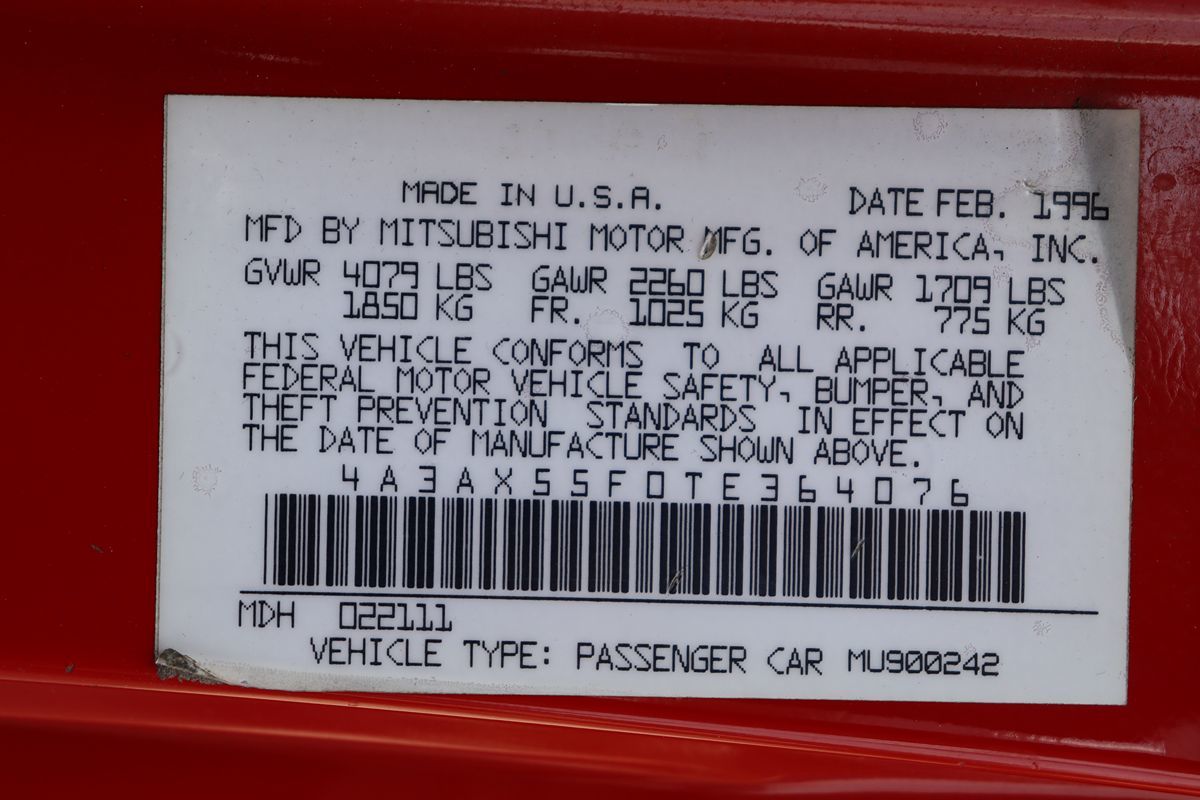 MADE IN U.S.A. DATE FEB. 1996
MFD BY MITSUBISHI MOTOR MFG. OF AMERICA, INC.
GVWR 4079 LBS GAWR 2260 LBS GAWR 1709 LBS
1850 KG FR. 1025 KG RR. 775 KG
THIS VEHICLE CONFORMS TO ALL APPLICABLE
FEDERAL MOTOR VEHICLE SAFETY, BUMPER, AND
THEFT PREVENTION STANDARDS IN EFFECT ON
THE DATE OF MANUFACTURE SHOWN ABOVE.
4A3AX55F0TE364076
MDH 022111
VEHICLE TYPE: PASSENGER CAR MU900242